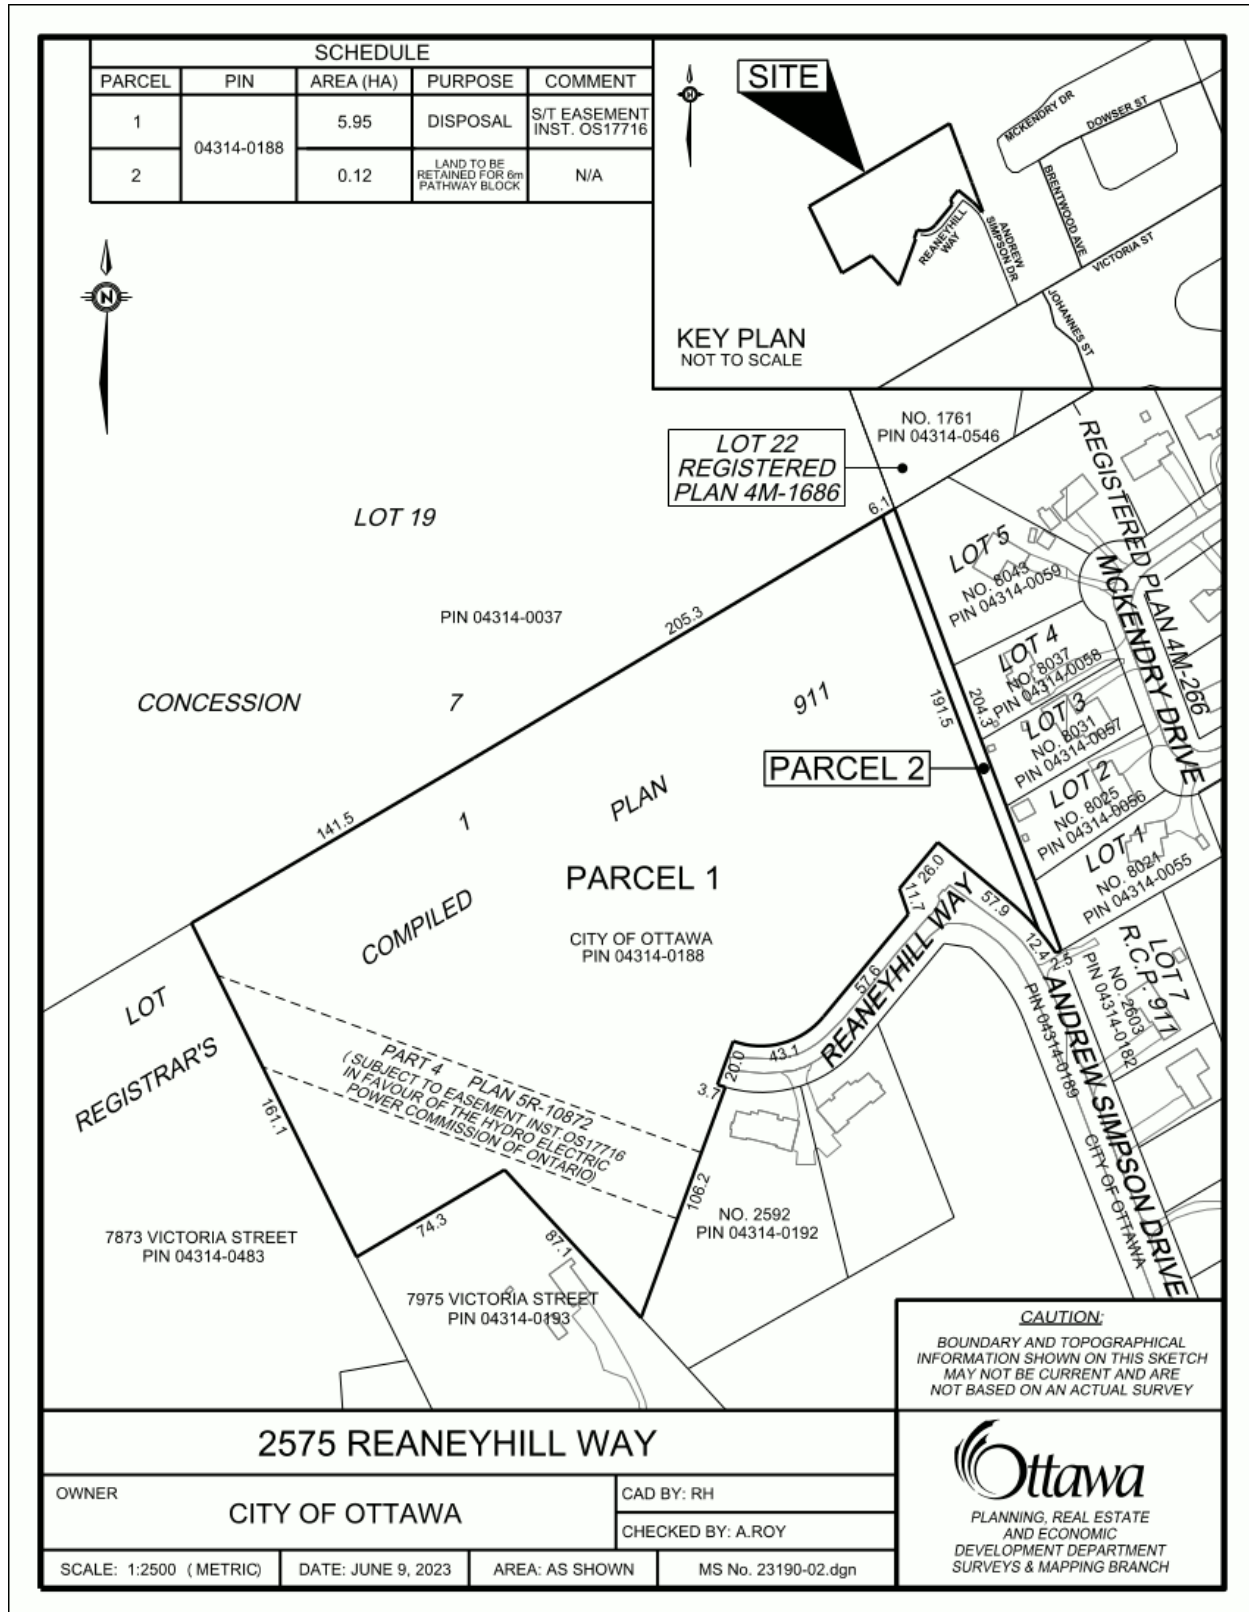 SCHEDULE
PARCEL PIN AREA (HA) PURPOSE COMMENT
1 04314-0188 5.95 DISPOSAL S/T EASEMENT
INST. OS17716
2 0.12 LAND TO BE
RETAINED FOR 6m
PATHWAY BLOCK
N/A
N
SITE
MCKENDRY DR
DOWSER ST
BRENTWOOD AVE
VICTORIA ST
REANEYHILL
WAY
ANDREW
SIMPSON DR
JOHANNES ST
KEY PLAN
NOT TO SCALE
N
NO. 1761
PIN 04314-0546
LOT 22
REGISTERED
PLAN 4M-1686
REGISTERED PLAN 4M-266
MCKENDRY DRIVE
6.1
LOT 19
LOT 5
NO. 8043
PIN 04314-0059
PIN 04314-0037
205.3
LOT 4
NO. 8037
PIN 04314-0058
CONCESSION 7
911
191.5
204.3
LOT 3
NO. 8031
PIN 04314-0057
PARCEL 2
LOT 2
NO. 8025
PIN 04314-0056
141.5
1
PLAN
LOT 1
NO. 8021
PIN 04314-0055
PARCEL 1
COMPILED
CITY OF OTTAWA
PIN 04314-0188
26.0
11.7
57.9
12.4
2.5
57.6
REANEYHILL WAY
43.1
20.0
3.7
LOT 7
R.C.P. 911
NO. 2603
PIN 04314-0182
PIN 04314-0189
CITY OF OTTAWA
ANDREW SIMPSON DRIVE
LOT
REGISTRAR'S
161.1
PART 4 PLAN 5R-10872
( SUBJECT TO EASEMENT INST.OS17716
IN FAVOUR OF THE HYDRO ELECTRIC
POWER COMMISSION OF ONTARIO)
106.2
NO. 2592
PIN 04314-0192
74.3
87.1
7873 VICTORIA STREET
PIN 04314-0483
7975 VICTORIA STREET
PIN 04314-0193
CAUTION:
BOUNDARY AND TOPOGRAPHICAL
INFORMATION SHOWN ON THIS SKETCH
MAY NOT BE CURRENT AND ARE
NOT BASED ON AN ACTUAL SURVEY
2575 REANEYHILL WAY
OWNER
CITY OF OTTAWA
CAD BY: RH
CHECKED BY: A.ROY
SCALE: 1:2500 ( METRIC) DATE: JUNE 9, 2023 AREA: AS SHOWN MS No. 23190-02.dgn
Ottawa
PLANNING, REAL ESTATE
AND ECONOMIC
DEVELOPMENT DEPARTMENT
SURVEYS & MAPPING BRANCH